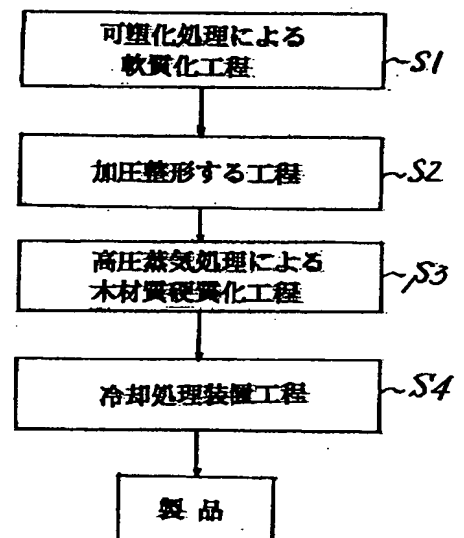 可塑化処理による
軟質化工程
S1
加圧整形する工程
S2
高圧蒸気処理による
木材質硬質化工程
S3
冷却処理装置工程
S4
製品